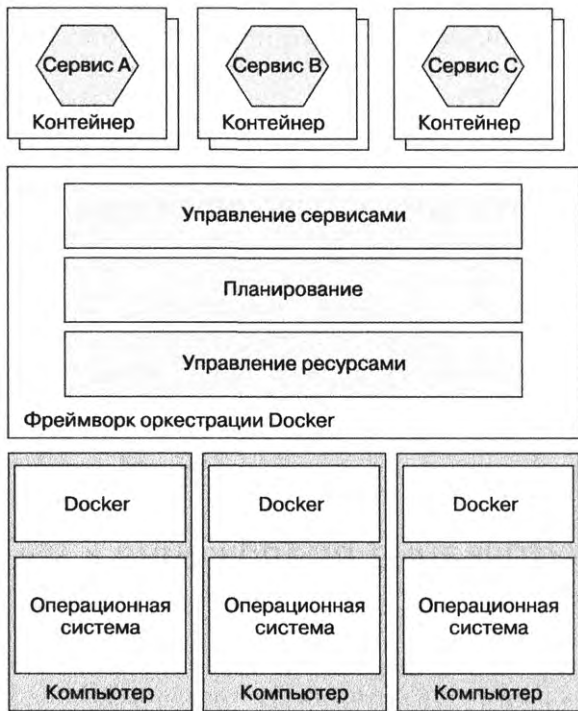 Сервис A
Сервис B
Сервис C
Контейнер
Контейнер
Контейнер
Управление сервисами
Планирование
Управление ресурсами
Фреймворк оркестрации Docker
Docker
Docker
Docker
Операционная
система
Операционная
система
Операционная
система
Компьютер
Компьютер
Компьютер